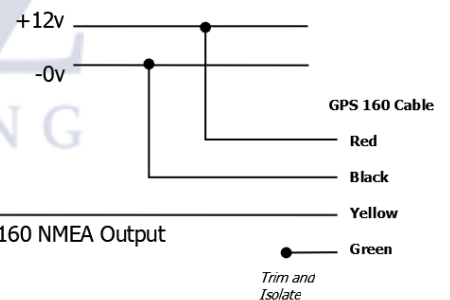 +12v
-0v
N G
GPS 160 Cable
Red
Black
Yellow
160 NMEA Output
Green
Trim and
Isolate